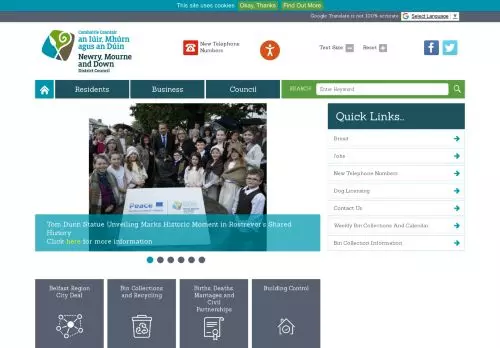 This site uses cookies Okay, Thanks Find Out More
Google Translate is not 100% accurate Select Language
Comhairle Ceantair
an Iúir, Mhúrn
agus an Dúin
Newry, Mourne
and Down
District Council
New Telephone
Numbers
Text Size
Reset
Residents
Business
Council
SEARCH
Enter Keyword
Peace
Tom Dunn Statue Unveiling Marks Historic Moment in Rostrevor's Shared
History
Click here for more information
Quick Links..
Brexit
Jobs
New Telephone Numbers
Dog Licensing
Contact Us
Weekly Bin Collections And Calendar
Bin Collection Information
Belfast Region
City Deal
Bin Collections
and Recycling
Births, Deaths,
Marriages and
Civil
Partnerships
Building Control